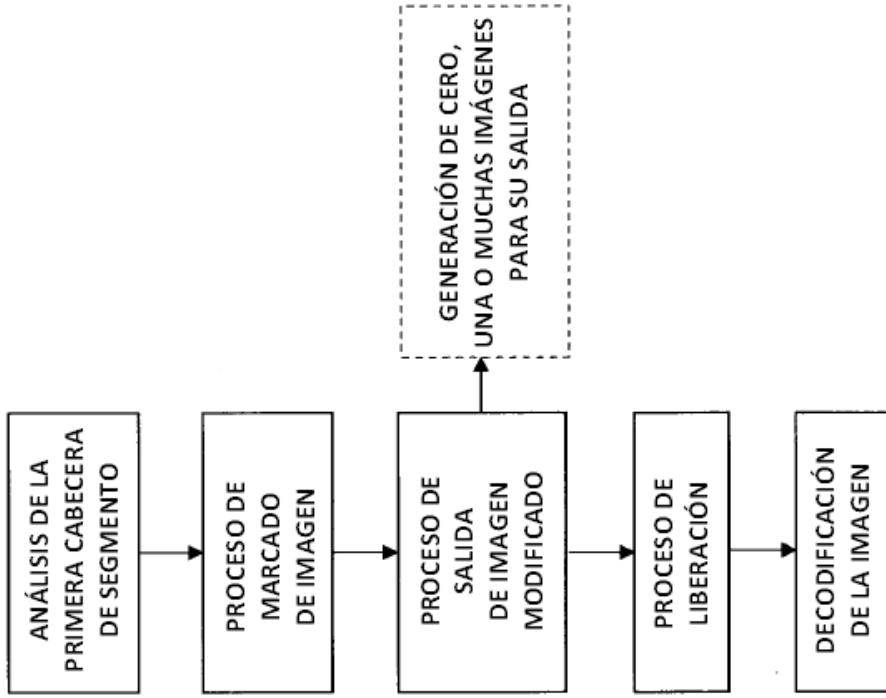 ANÁLISIS DE LA
PRIMERA CABECERA
DE SEGMENTO
PROCESO DE
MARCADO
DE IMAGEN
PROCESO DE
SALIDA
DE IMAGEN
MODIFICADO
GENERACIÓN DE CERO,
UNA O MUCHAS IMÁGENES
PARA SU SALIDA
PROCESO DE
LIBERACIÓN
DECODIFICACIÓN
DE LA IMAGEN